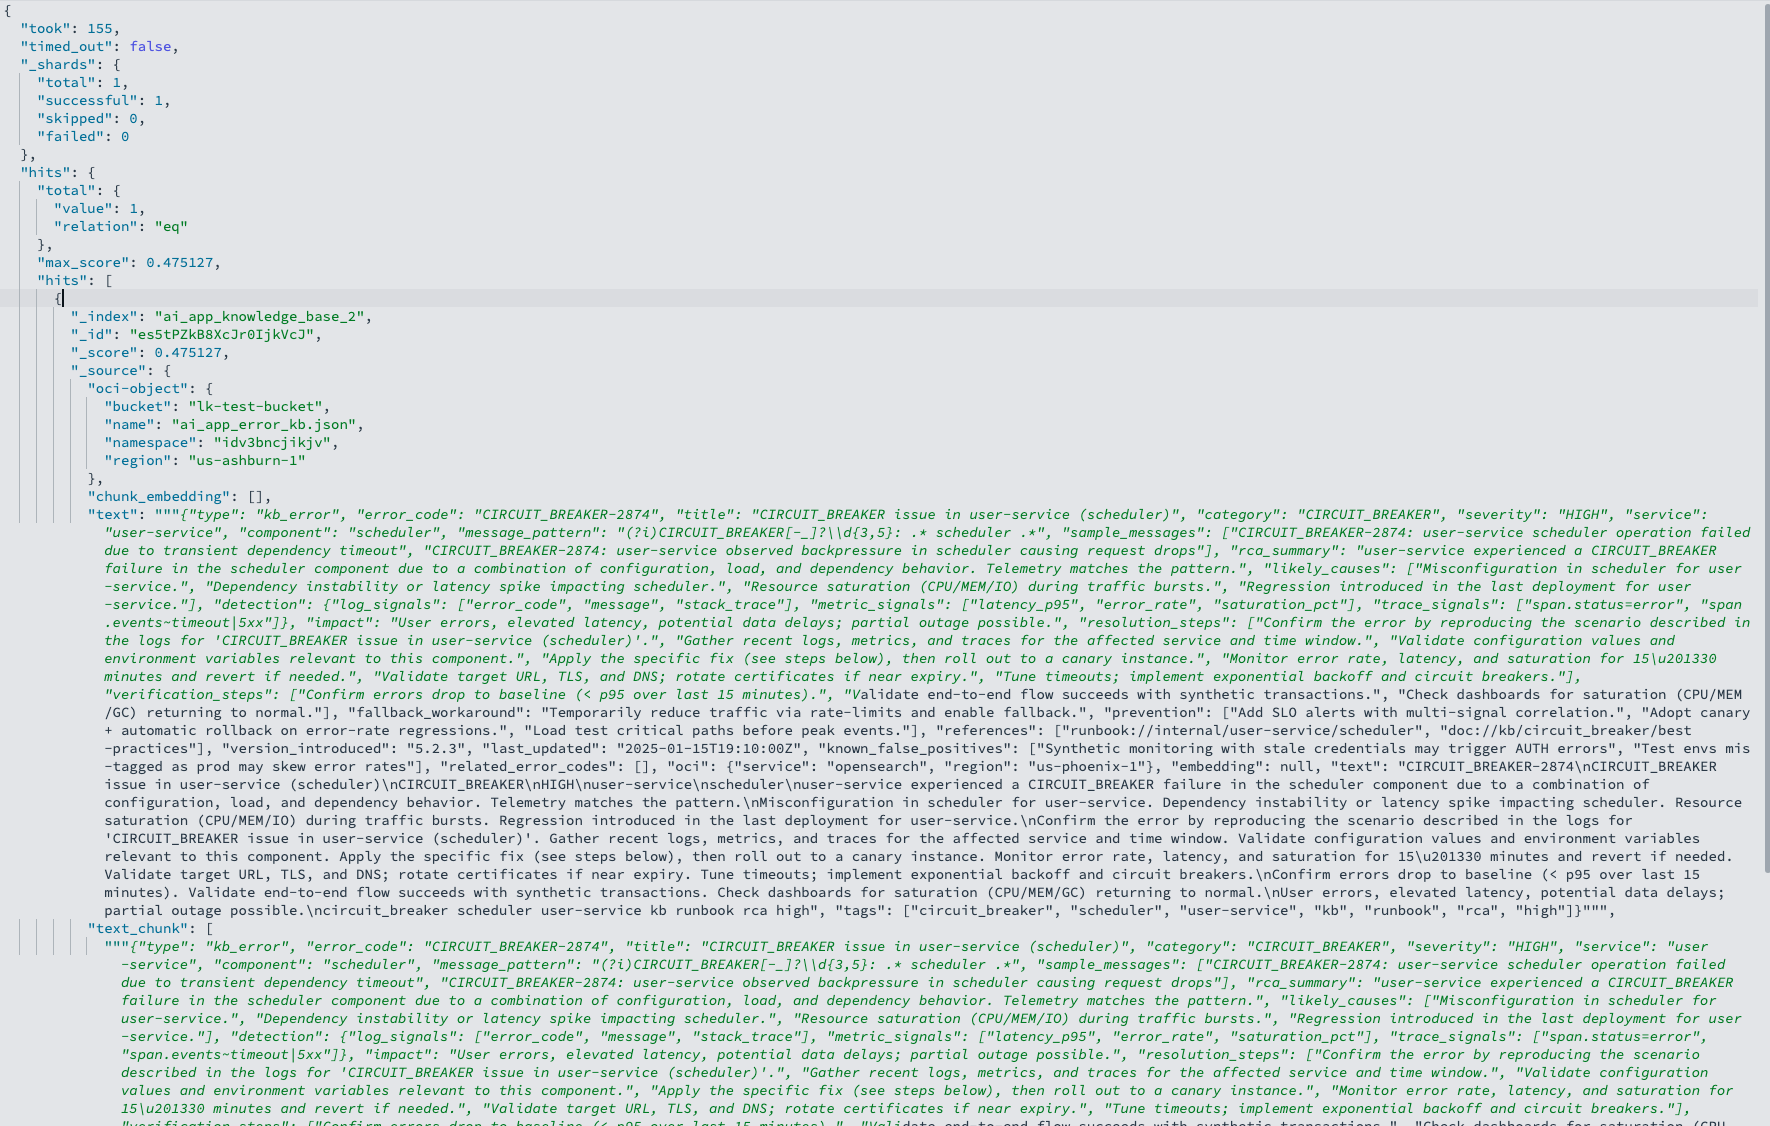 {
"took": 155,
"timed_out": false,
"_shards": {
"total": 1,
"successful": 1,
"skipped": 0,
"failed": 0
},
"hits": {
"total": {
"value": 1,
"relation": "eq"
},
"max_score": 0.475127,
"hits": [
{
"_index": "ai_app_knowledge_base_2",
"_id": "es5tPZkB8XcJr0IjkVcJ",
"_score": 0.475127,
"_source": {
"oci-object": {
"bucket": "lk-test-bucket",
"name": "ai_app_error_kb.json",
"namespace": "idv3bncjikjv",
"region": "us-ashburn-1"
},
"chunk_embedding": [],
"text": """{"type": "kb_error", "error_code": "CIRCUIT_BREAKER-2874", "title": "CIRCUIT_BREAKER issue in user-service (scheduler)", "category": "CIRCUIT_BREAKER", "severity": "HIGH", "service":
"user-service", "component": "scheduler", "message_pattern": "(?i)CIRCUIT_BREAKER[-_]?\\d{3,5}: .* scheduler .*", "sample_messages": ["CIRCUIT_BREAKER-2874: user-service scheduler operation failed
due to transient dependency timeout", "CIRCUIT_BREAKER-2874: user-service observed backpressure in scheduler causing request drops"], "rca_summary": "user-service experienced a CIRCUIT_BREAKER
failure in the scheduler component due to a combination of configuration, load, and dependency behavior. Telemetry matches the pattern.", "likely_causes": ["Misconfiguration in scheduler for user
-service.", "Dependency instability or latency spike impacting scheduler.", "Resource saturation (CPU/MEM/IO) during traffic bursts.", "Regression introduced in the last deployment for user
-service."], "detection": {"log_signals": ["error_code", "message", "stack_trace"], "metric_signals": ["latency_p95", "error_rate", "saturation_pct"], "trace_signals": ["span.status=error", "span
.events~timeout|5xx"]}, "impact": "User errors, elevated latency, potential data delays; partial outage possible.", "resolution_steps": ["Confirm the error by reproducing the scenario described in
the logs for 'CIRCUIT_BREAKER issue in user-service (scheduler)'.", "Gather recent logs, metrics, and traces for the affected service and time window.", "Validate configuration values and
environment variables relevant to this component.", "Apply the specific fix (see steps below), then roll out to a canary instance.", "Monitor error rate, latency, and saturation for 15\u201330
minutes and revert if needed.", "Validate target URL, TLS, and DNS; rotate certificates if near expiry.", "Tune timeouts; implement exponential backoff and circuit breakers."],
"verification_steps": ["Confirm errors drop to baseline (< p95 over last 15 minutes).", "Validate end-to-end flow succeeds with synthetic transactions.", "Check dashboards for saturation (CPU/MEM
/GC) returning to normal."], "fallback_workaround": "Temporarily reduce traffic via rate-limits and enable fallback.", "prevention": ["Add SLO alerts with multi-signal correlation.", "Adopt canary
+ automatic rollback on error-rate regressions.", "Load test critical paths before peak events."], "references": ["runbook://internal/user-service/scheduler", "doc://kb/circuit_breaker/best
-practices"], "version_introduced": "5.2.3", "last_updated": "2025-01-15T19:10:00Z", "known_false_positives": ["Synthetic monitoring with stale credentials may trigger AUTH errors", "Test envs mis
-tagged as prod may skew error rates"], "related_error_codes": [], "oci": {"service": "opensearch", "region": "us-phoenix-1"}, "embedding": null, "text": "CIRCUIT_BREAKER-2874\nCIRCUIT_BREAKER
issue in user-service (scheduler)\nCIRCUIT_BREAKER\nHIGH\nuser-service\nscheduler\nuser-service experienced a CIRCUIT_BREAKER failure in the scheduler component due to a combination of
configuration, load, and dependency behavior. Telemetry matches the pattern.\nMisconfiguration in scheduler for user-service. Dependency instability or latency spike impacting scheduler. Resource
saturation (CPU/MEM/IO) during traffic bursts. Regression introduced in the last deployment for user-service.\nConfirm the error by reproducing the scenario described in the logs for
'CIRCUIT_BREAKER issue in user-service (scheduler)'. Gather recent logs, metrics, and traces for the affected service and time window. Validate configuration values and environment variables
relevant to this component. Apply the specific fix (see steps below), then roll out to a canary instance. Monitor error rate, latency, and saturation for 15\u201330 minutes and revert if needed.
Validate target URL, TLS, and DNS; rotate certificates if near expiry. Tune timeouts; implement exponential backoff and circuit breakers.\nConfirm errors drop to baseline (< p95 over last 15
minutes). Validate end-to-end flow succeeds with synthetic transactions. Check dashboards for saturation (CPU/MEM/GC) returning to normal.\nUser errors, elevated latency, potential data delays;
partial outage possible.\ncircuit_breaker scheduler user-service kb runbook rca high", "tags": ["circuit_breaker", "scheduler", "user-service", "kb", "runbook", "rca", "high"]}""",
"text_chunk": [
"""{"type": "kb_error", "error_code": "CIRCUIT_BREAKER-2874", "title": "CIRCUIT_BREAKER issue in user-service (scheduler)", "category": "CIRCUIT_BREAKER", "severity": "HIGH", "service": "user
-service", "component": "scheduler", "message_pattern": "(?i)CIRCUIT_BREAKER[-_]?\\d{3,5}: .* scheduler .*", "sample_messages": ["CIRCUIT_BREAKER-2874: user-service scheduler operation failed
due to transient dependency timeout", "CIRCUIT_BREAKER-2874: user-service observed backpressure in scheduler causing request drops"], "rca_summary": "user-service experienced a CIRCUIT_BREAKER
failure in the scheduler component due to a combination of configuration, load, and dependency behavior. Telemetry matches the pattern.", "likely_causes": ["Misconfiguration in scheduler for
user-service.", "Dependency instability or latency spike impacting scheduler.", "Resource saturation (CPU/MEM/IO) during traffic bursts.", "Regression introduced in the last deployment for user
-service."], "detection": {"log_signals": ["error_code", "message", "stack_trace"], "metric_signals": ["latency_p95", "error_rate", "saturation_pct"], "trace_signals": ["span.status=error",
"span.events~timeout|5xx"]}, "impact": "User errors, elevated latency, potential data delays; partial outage possible.", "resolution_steps": ["Confirm the error by reproducing the scenario
described in the logs for 'CIRCUIT_BREAKER issue in user-service (scheduler)'.", "Gather recent logs, metrics, and traces for the affected service and time window.", "Validate configuration
values and environment variables relevant to this component.", "Apply the specific fix (see steps below), then roll out to a canary instance.", "Monitor error rate, latency, and saturation for
15\u201330 minutes and revert if needed.", "Validate target URL, TLS, and DNS; rotate certificates if near expiry.", "Tune timeouts; implement exponential backoff and circuit breakers."],
"verification_steps": ["Confirm errors drop to baseline (< p95 over last 15 minutes).", "Validate end-to-end flow succeeds with synthetic transactions.", "Check dashboards for saturation (CPU